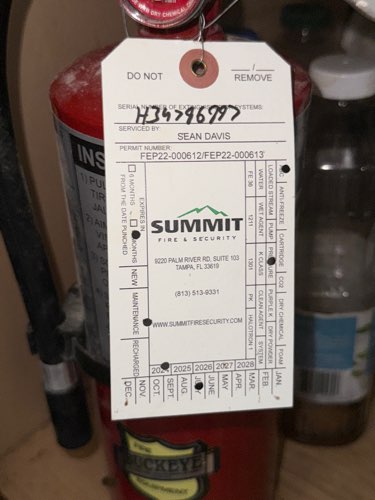 DRY CHEMIC
DO NOT
REMOVE
SERIAL NUMBER OF
SYSTEMS:
SERVICED BY:
SEAN DAVIS
PERMIT NUMBER:
FEP22-000612/FEP22-000613
INS
6 MONTHS
MONTHS
FROM THE DATE PUNCHED
EXPIRES IN
NEW
MAINTENANCE
RECHARGED
SUMMIT
FIRE & SECURITY
9220 PALM RIVER RD, SUITE 103
TAMPA, FL 33619
(813) 513-9331
WWW.SUMMITFIRESECURITY.COM
ANTI-FREEZE
CARTRIDGE
CO2
DRY CHEMICAL
FOAM
LOADED STREAM
PUMP
PURPLE K
DRY POWDER
WATER
WET AGENT
K CLASS
CLEAN AGENT
SYSTEM
FE 36
1211
1301
PK
HALOTRON 1
2025
2026
2027
2028
JAN.
FEB.
MAR.
APR.
MAY
JUNE
AUG.
SEPT.
OCT.
NOV.
DEC.
BUCKEYE